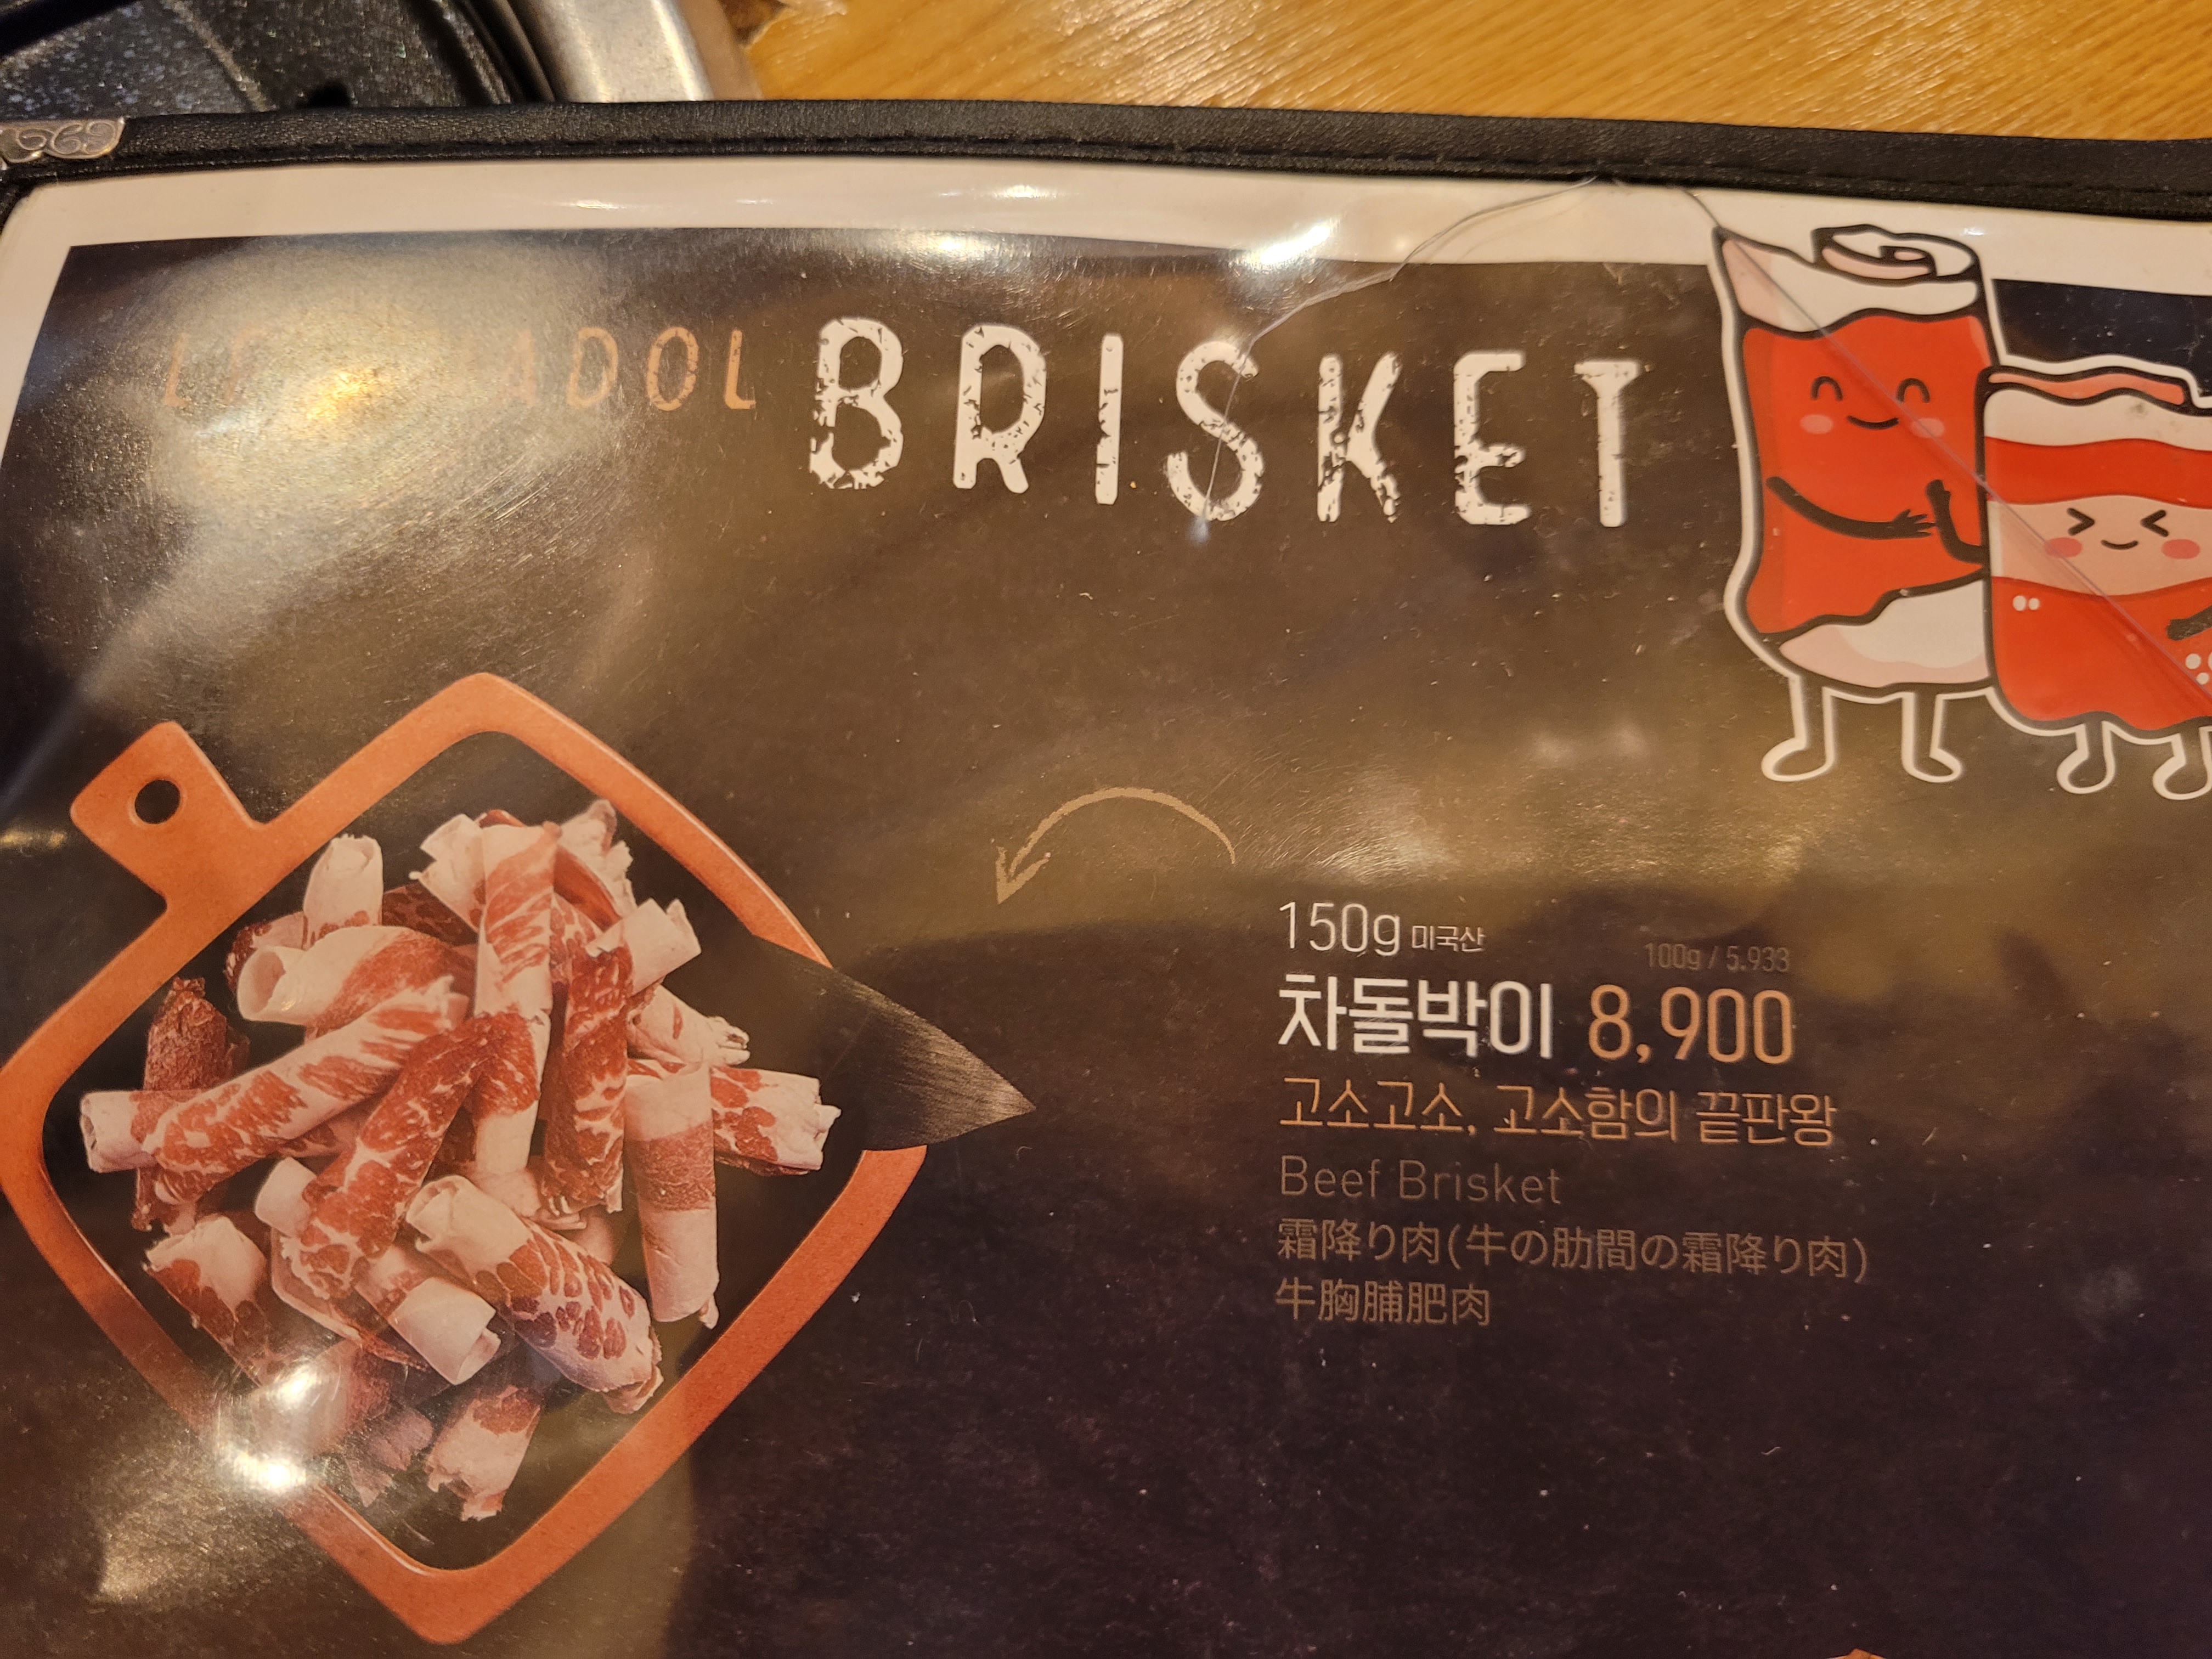 BRISKET
150g 미국산
100g / 5.933
차돌박이 8,900
고소고소, 고소함의 끝판왕
Beef Brisket
霜降り肉(牛の肋間の霜降り肉)
牛胸脯肥肉